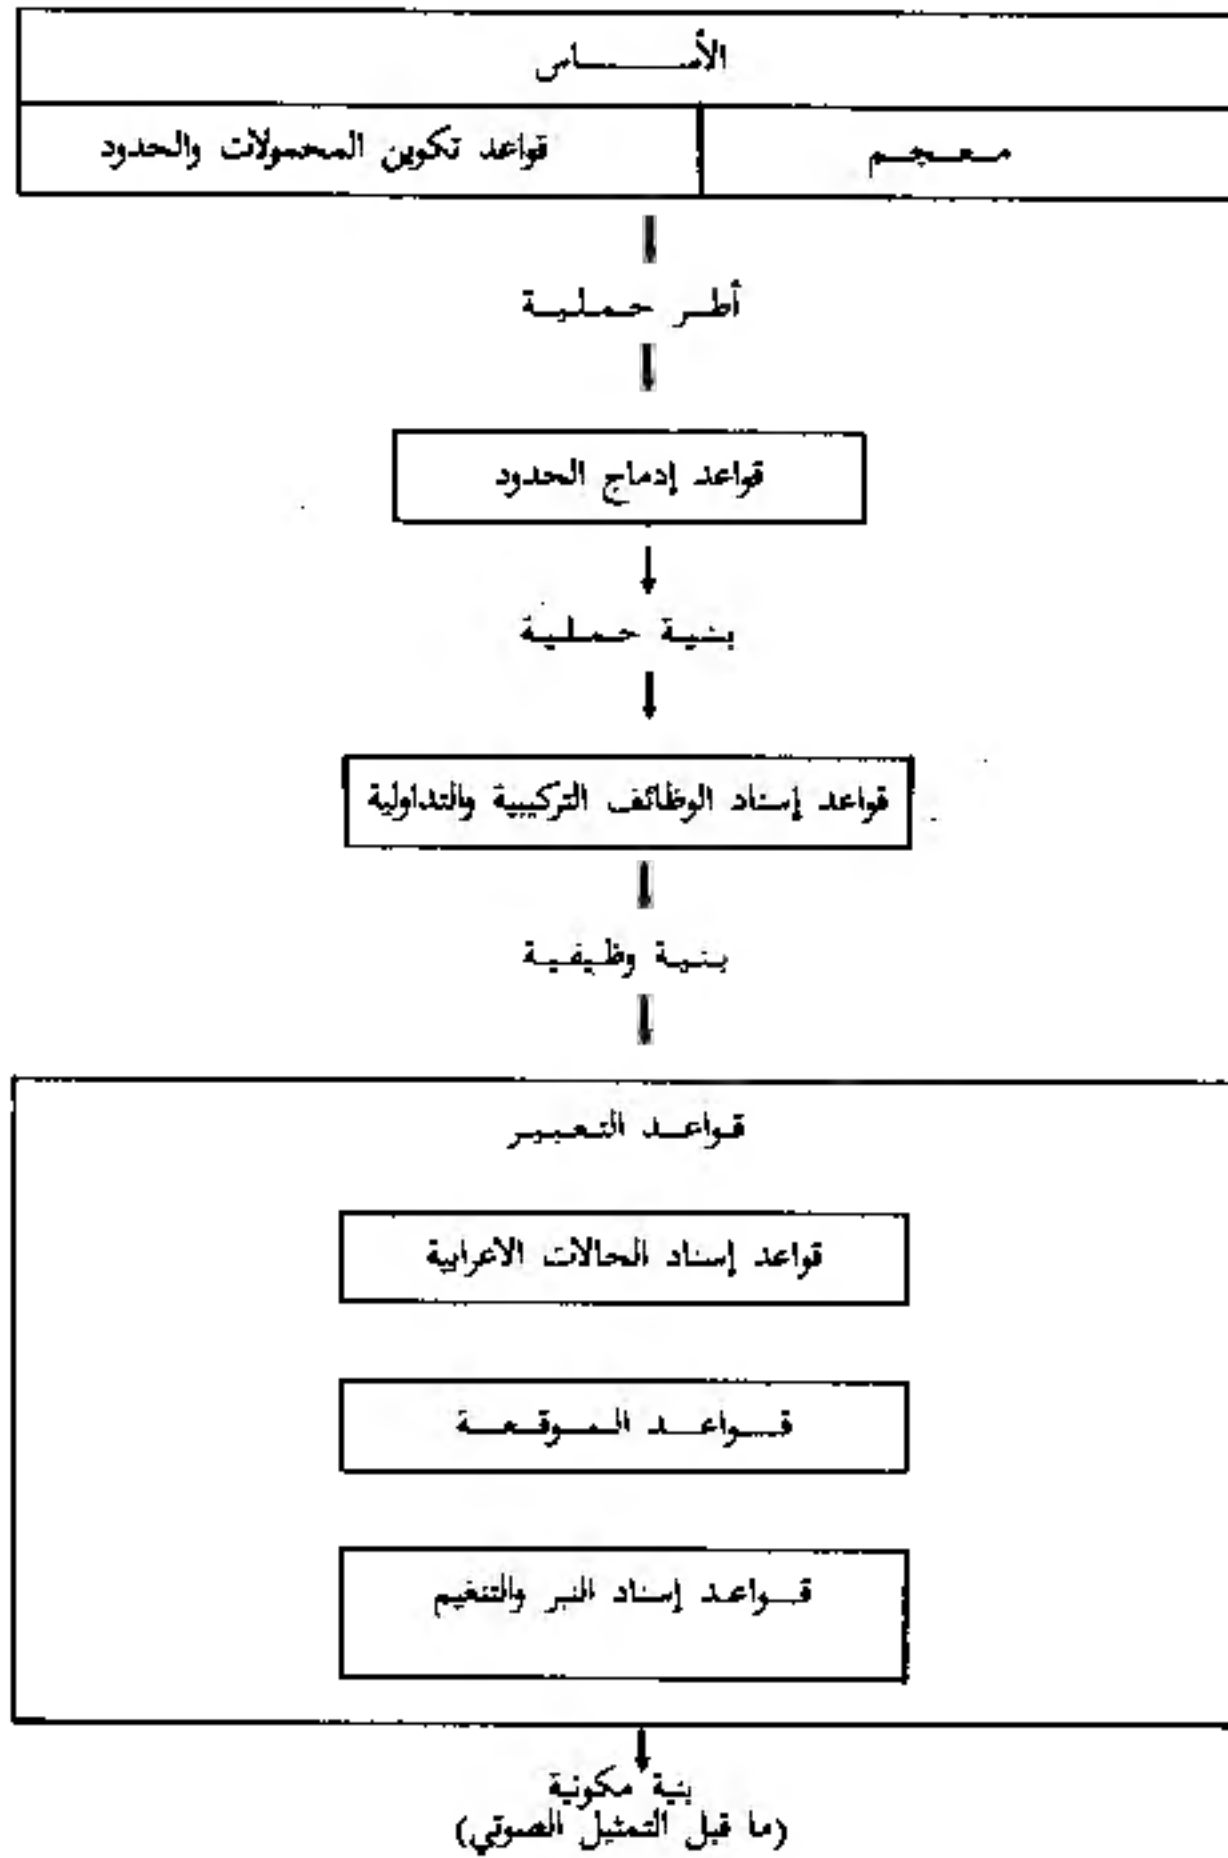 الأساس
معجم
قواعد تكوين المحمولات والحدود
أطر حملية
قواعد إدماج الحدود
بنية حملية
قواعد إسناد الوظائف التركيبية والتداولية
بنية وظيفية
قواعد التعبير
قواعد إسناد الحالات الاعرابية
قواعد الموقعة
قواعد إسناد النبر والتنغيم
بنية مكونية
(ما قبل التمثيل الصوتي)